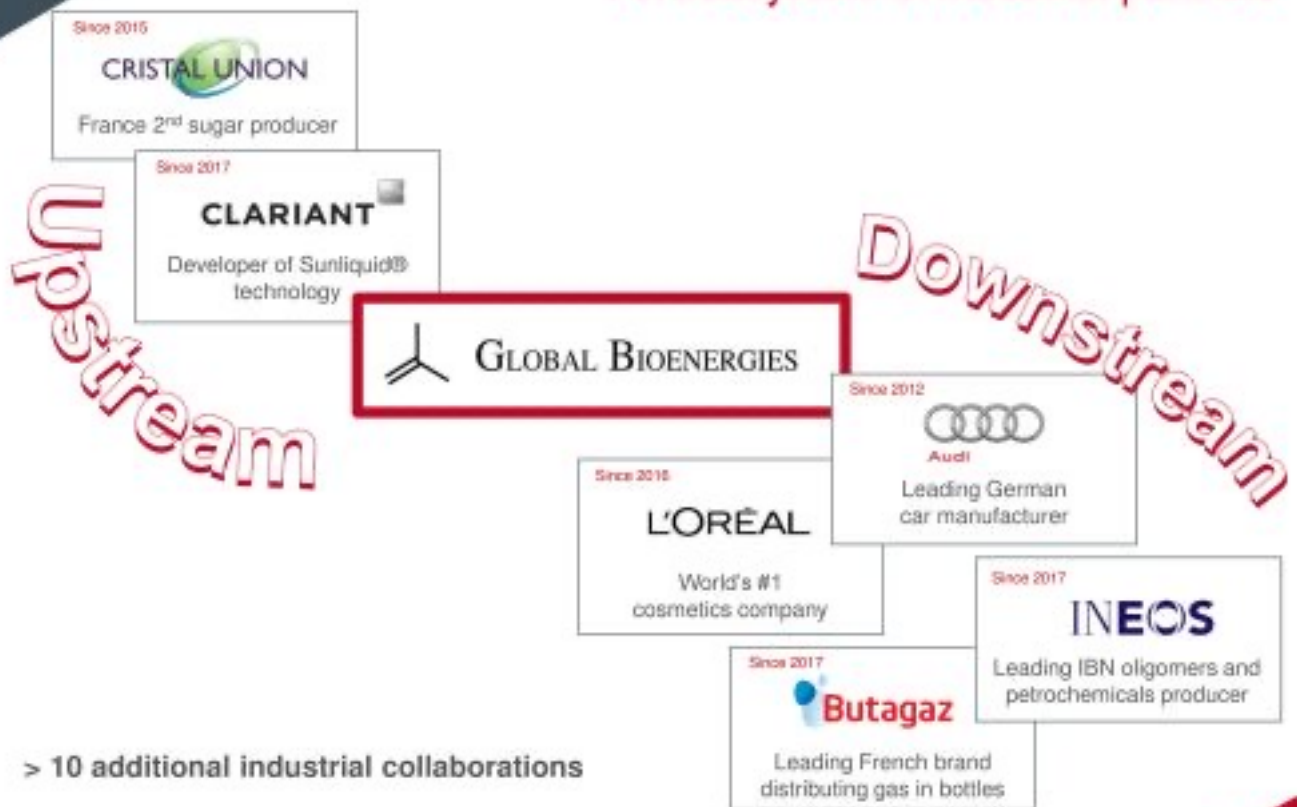 Since 2015
CRISTAL UNION
France 2nd sugar producer
Since 2017
CLARIANT
Developer of Sunliquid®
technology
Upstream
GLOBAL BIOENERGIES
Downstream
Since 2012
Audi
Leading German
car manufacturer
Since 2016
L'ORÉAL
World's #1
cosmetics company
Since 2017
INEOS
Leading IBN oligomers and
petrochemicals producer
Since 2017
Butagaz
Leading French brand
distributing gas in bottles
> 10 additional industrial collaborations